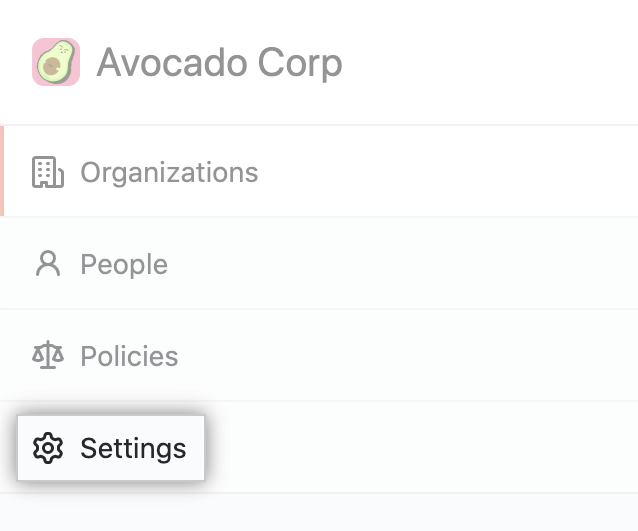 Avocado Corp
Organizations
People
Policies
Settings